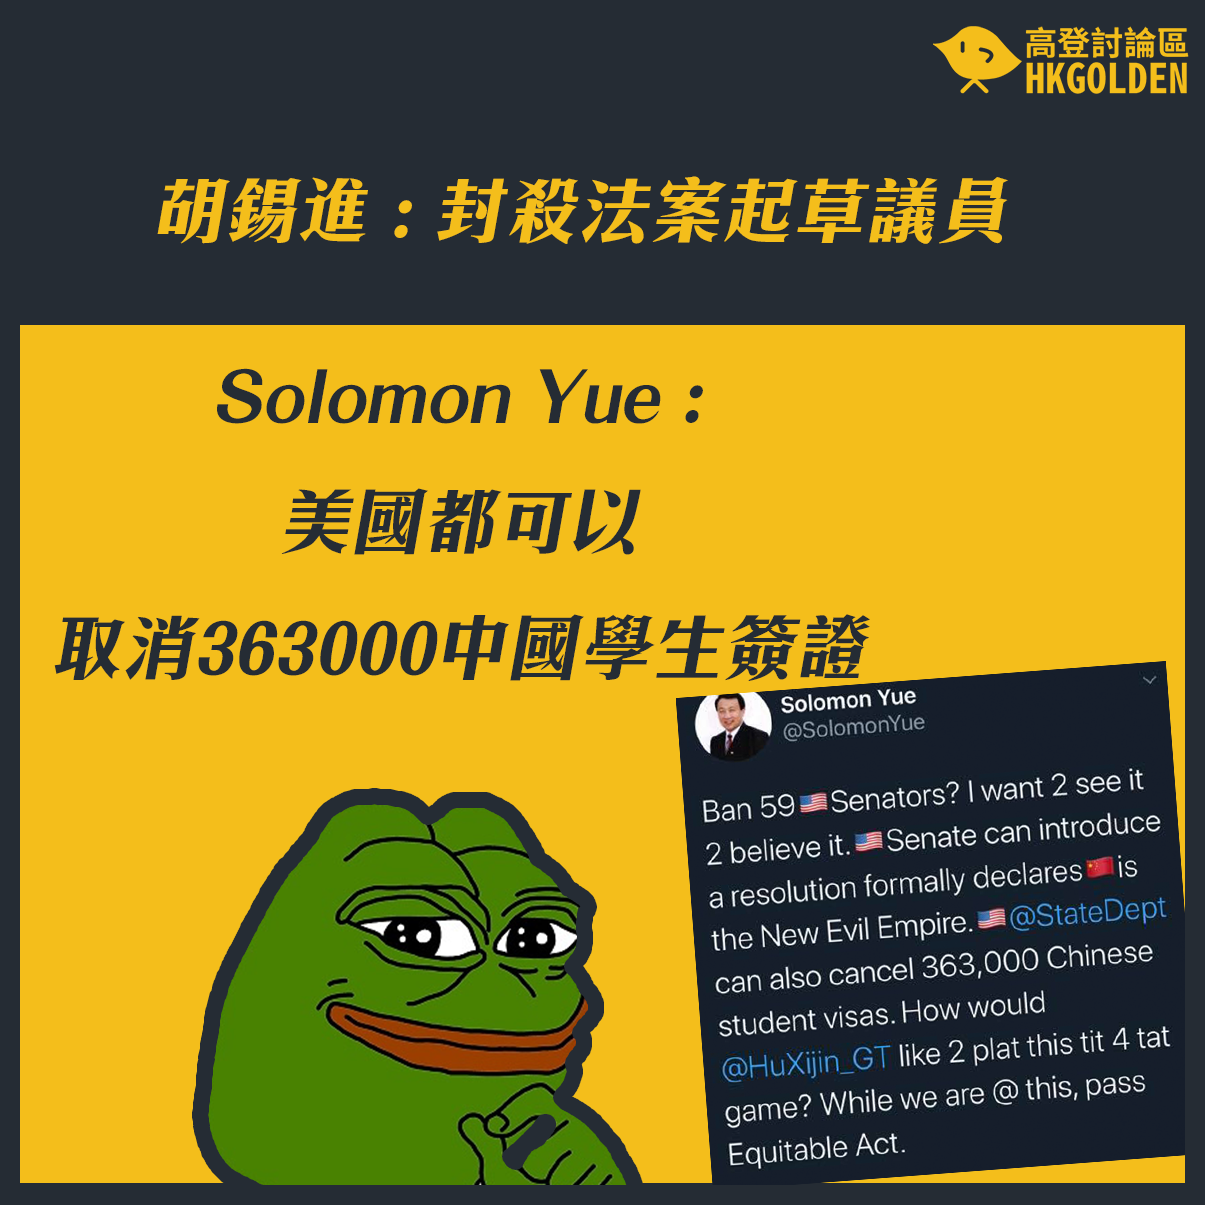 高登討論區
HKGOLDEN
胡錫進：封殺法案起草議員
Solomon Yue：
美國都可以
取消363000中國學生簽證
Solomon Yue
@SolomonYue
Ban 59🇺🇸Senators? I want 2 see it
2 believe it.🇺🇸Senate can introduce
a resolution formally declares🇨🇳is
the New Evil Empire.🇺🇸@StateDept
can also cancel 363,000 Chinese
student visas. How would
@HuXijin_GT like 2 plat this tit 4 tat
game? While we are @ this, pass
Equitable Act.